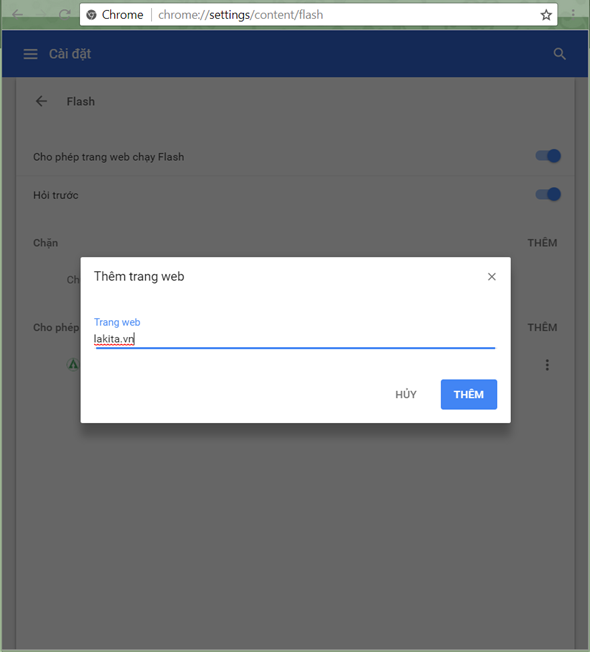 Chrome chrome://settings/content/flash
Cài đặt
Flash
Cho phép trang web chạy Flash
Hỏi trước
Chặn THÊM
Ch
Thêm trang web
Trang web
lakita.vn
HỦY THÊM
Cho phép THÊM